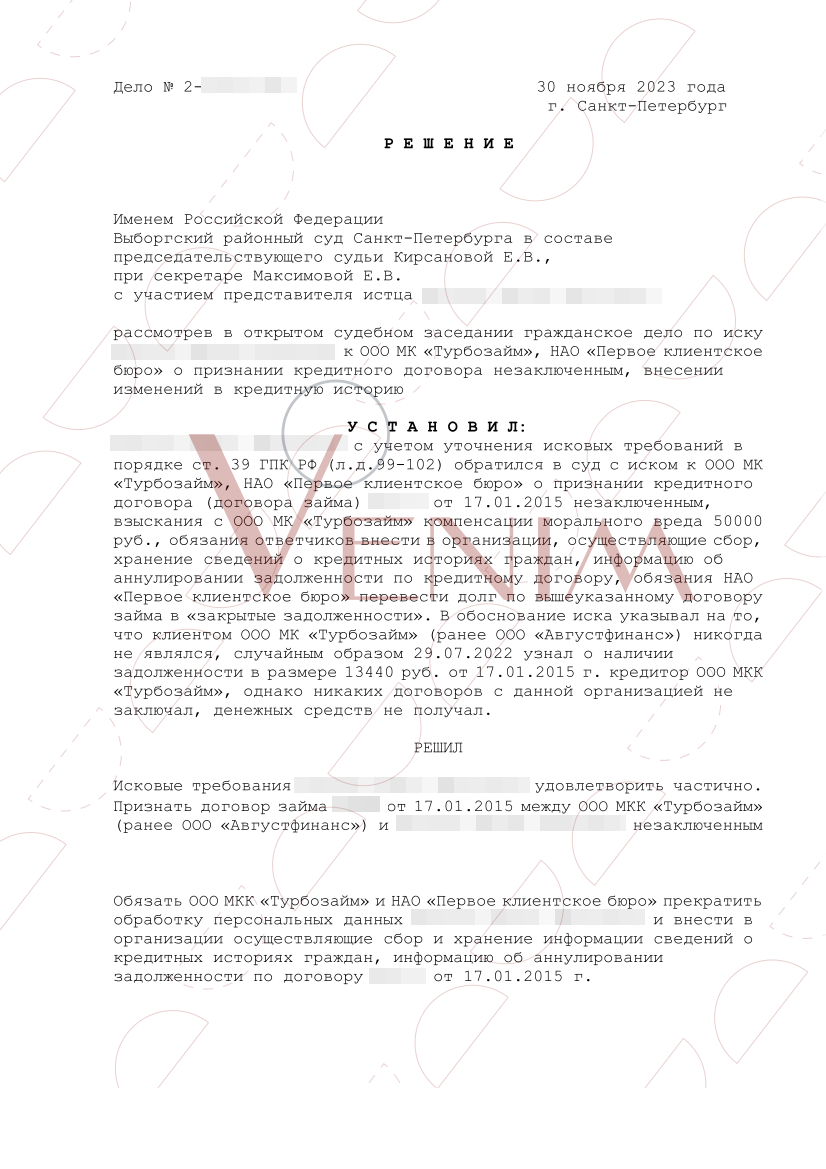 Дело № 2-
30 ноября 2023 года
г. Санкт-Петербург
РЕШЕНИЕ
Именем Российской Федерации
Выборгский районный суд Санкт-Петербурга в составе
председательствующего судьи Кирсановой Е.В.,
при секретаре Максимовой Е.В.
с участием представителя истца
рассмотрев в открытом судебном заседании гражданское дело по иску
к ООО МК «Турбозайм», НАО «Первое клиентское
бюро» о признании кредитного договора незаключенным, внесении
изменений в кредитную историю
УСТАНОВИЛ:
с учетом уточнения исковых требований в
порядке ст. 39 ГПК РФ (л.д.99-102) обратился в суд с иском к ООО МК
«Турбозайм», НАО «Первое клиентское бюро» о признании кредитного
договора (договора займа) от 17.01.2015 незаключенным,
взыскания с ООО МК «Турбозайм» компенсации морального вреда 50000
руб., обязания ответчиков внести в организации, осуществляющие сбор,
хранение сведений о кредитных историях граждан, информацию об
аннулировании задолженности по кредитному договору, обязания НАО
«Первое клиентское бюро» перевести долг по вышеуказанному договору
займа в «закрытые задолженности». В обоснование иска указывал на то,
что клиентом ООО МК «Турбозайм» (ранее ООО «Августфинанс») никогда
не являлся, случайным образом 29.07.2022 узнал о наличии
задолженности в размере 13440 руб. от 17.01.2015 г. кредитор ООО МКК
«Турбозайм», однако никаких договоров с данной организацией не
заключал, денежных средств не получал.
VENIM
РЕШИЛ
Исковые требования удовлетворить частично.
Признать договор займа от 17.01.2015 между ООО МКК «Турбозайм»
(ранее ООО «Августфинанс») и незаключенным
Обязать ООО МКК «Турбозайм» и НАО «Первое клиентское бюро» прекратить
обработку персональных данных и внести в
организации осуществляющие сбор и хранение информации сведений о
кредитных историях граждан, информацию об аннулировании
задолженности по договору от 17.01.2015 г.